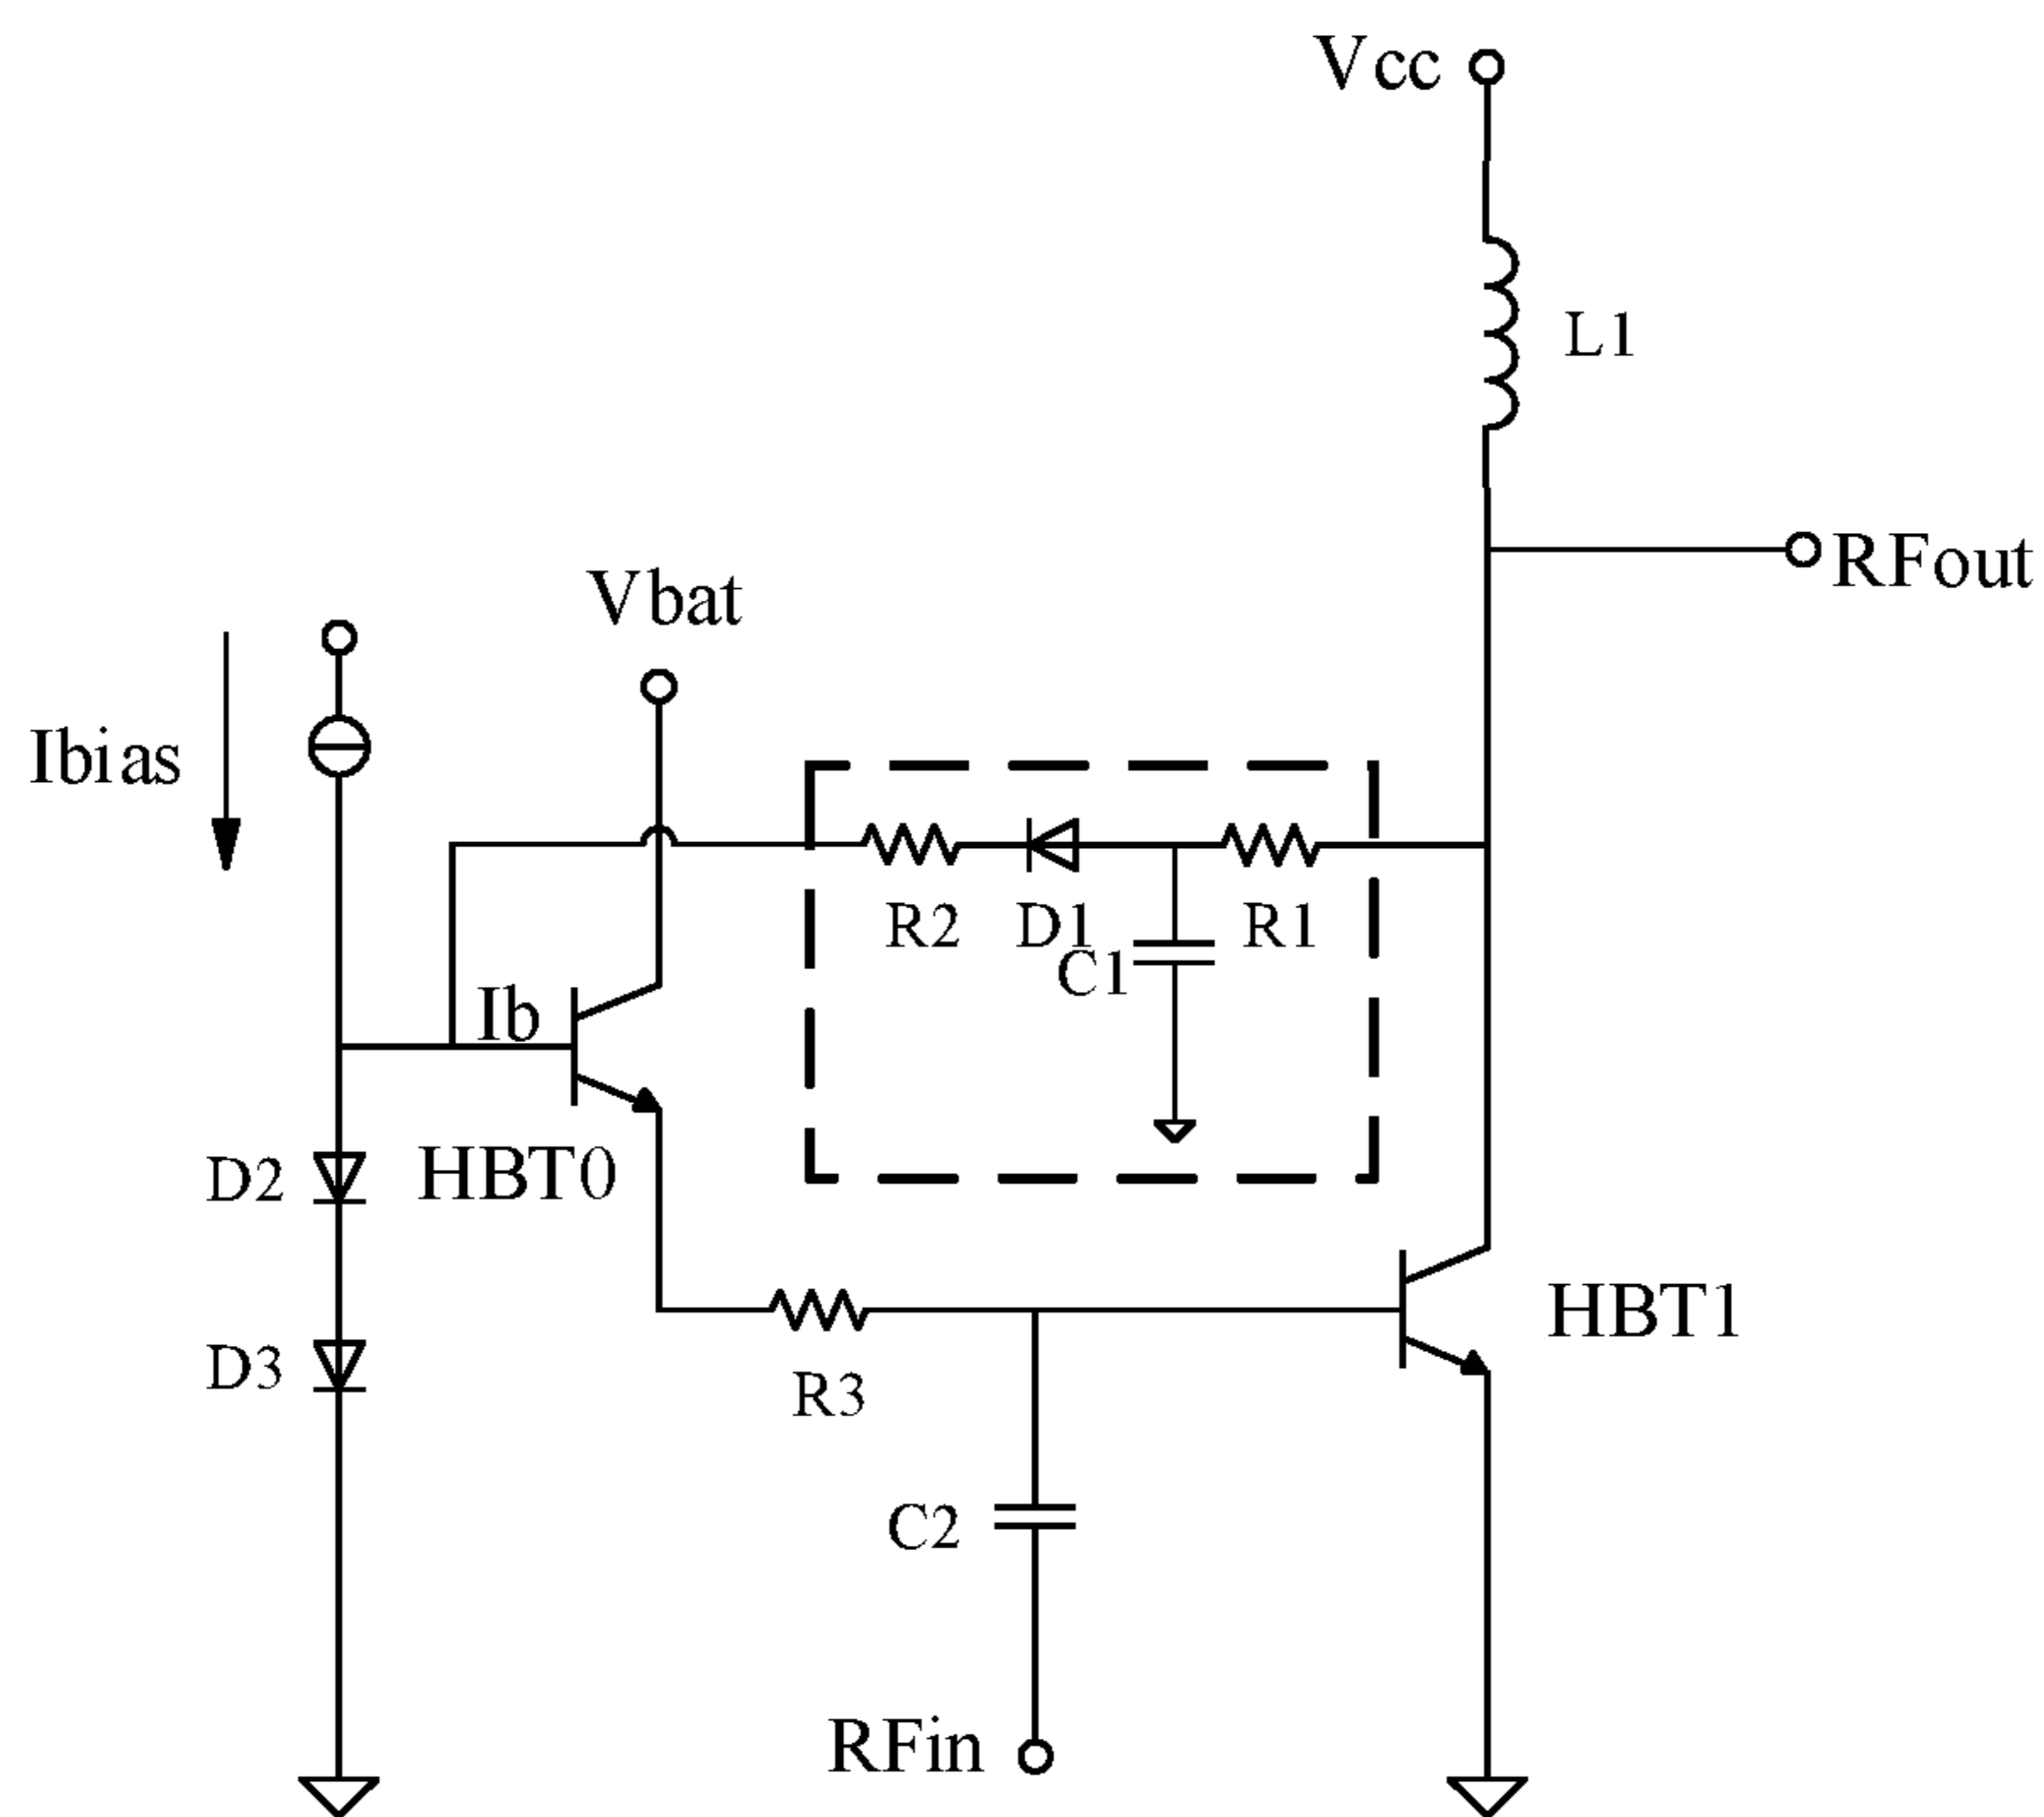 Vcc
L1
RFout
Vbat
Ibias
R2
D1
R1
C1
Ib
D2
HBT0
HBT1
D3
R3
C2
RFin